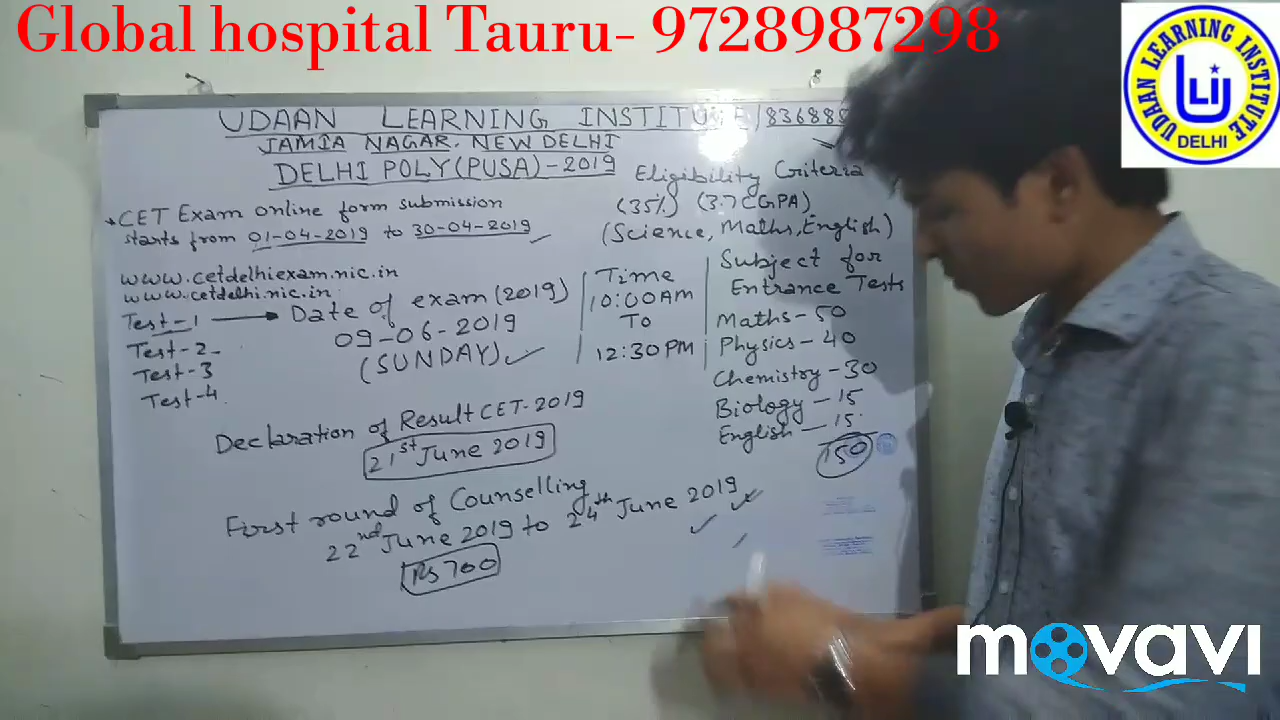 Global hospital Tauru- 9728987298
UDAAN LEARNING INSTITUTE
LIJ
DELHI
UDAAN LEARNING INSTITUTE/836888
JAMIA NAGAR. NEW DELHI
DELHI POLY(PUSA)-2019
Eligibility Criteria
(35%) (3.7 CGPA)
(Science, Maths, English)
CET Exam online form submission
starts from 01-04-2019 to 30-04-2019
www.cetdelhiexam.nic.in
www.cetdelhi.nic.in
Test-1 → Date of exam (2019)
09-06-2019
(SUNDAY)
Test-2
Test-3
Test-4
Time
10:00AM
To
12:30PM
Subject for
Entrance Tests
Maths-50
Physics-40
Chemistry-30
Biology-15
English-15
150
Declaration of Result CET-2019
21st June 2019
First round of Counselling
22nd June 2019 to 24th June 2019
Rs 700
movavi